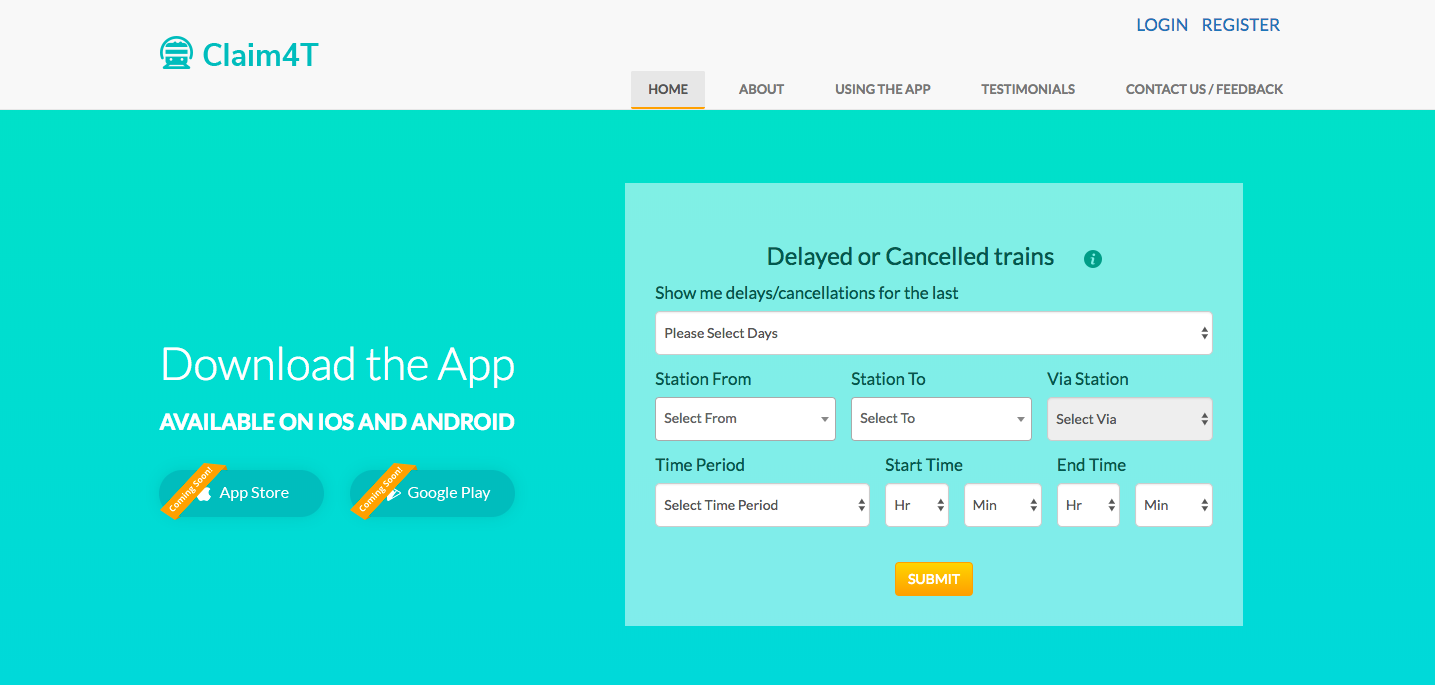 LOGIN REGISTER
Claim4T
HOME ABOUT USING THE APP TESTIMONIALS CONTACT US / FEEDBACK
Download the App
AVAILABLE ON IOS AND ANDROID
Coming Soon! App Store
Coming Soon! Google Play
Delayed or Cancelled trains i
Show me delays/cancellations for the last
Please Select Days
Station From Station To Via Station
Select From Select To Select Via
Time Period Start Time End Time
Select Time Period Hr Min Hr Min
SUBMIT